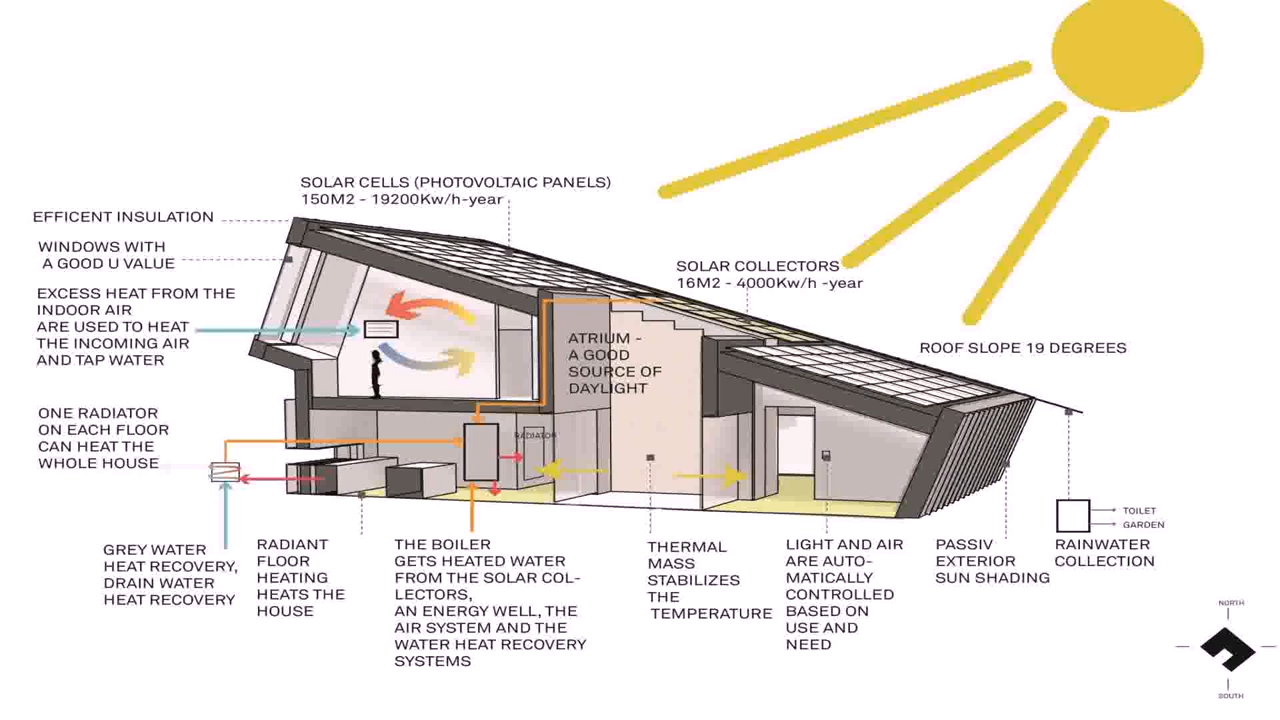 SOLAR CELLS (PHOTOVOLTAIC PANELS)
150M2 - 19200Kw/h-year
EFFICENT INSULATION
WINDOWS WITH
A GOOD U VALUE
EXCESS HEAT FROM THE
INDOOR AIR
ARE USED TO HEAT
THE INCOMING AIR
AND TAP WATER
ONE RADIATOR
ON EACH FLOOR
CAN HEAT THE
WHOLE HOUSE
SOLAR COLLECTORS
16M2 - 4000Kw/h -year
ATRIUM -
A GOOD
SOURCE OF
DAYLIGHT
ROOF SLOPE 19 DEGREES
RADIATOR
GREY WATER
HEAT RECOVERY,
DRAIN WATER
HEAT RECOVERY
RADIANT
FLOOR
HEATING
HEATS THE
HOUSE
THE BOILER
GETS HEATED WATER
FROM THE SOLAR COL-
LECTORS,
AN ENERGY WELL, THE
AIR SYSTEM AND THE
WATER HEAT RECOVERY
SYSTEMS
THERMAL
MASS
STABILIZES
THE
TEMPERATURE
LIGHT AND AIR
ARE AUTO-
MATICALLY
CONTROLLED
BASED ON
USE AND
NEED
PASSIV
EXTERIOR
SUN SHADING
TOILET
GARDEN
RAINWATER
COLLECTION
NORTH
SOUTH